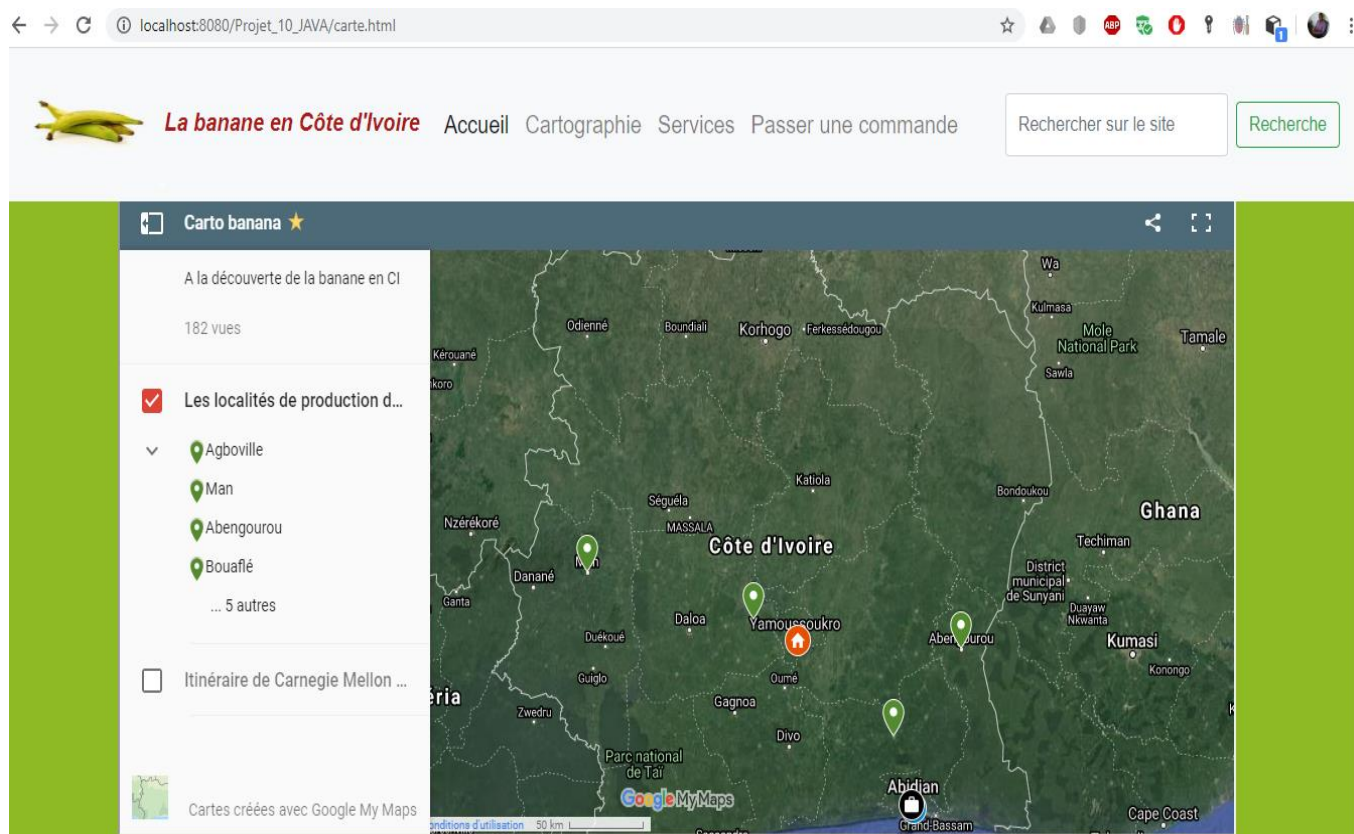 localhost:8080/Projet_10_JAVA/carte.html
ABP
1
La banane en Côte d'Ivoire
Accueil
Cartographie
Services
Passer une commande
Rechercher sur le site
Recherche
Carto banana
A la découverte de la banane en CI
182 vues
Les localités de production d...
Agboville
Man
Abengourou
Bouaflé
... 5 autres
Itinéraire de Carnegie Mellon ...
Cartes créées avec Google My Maps
Wa
Kulmasa
Mole
National Park
Tamale
Sawla
Odienné
Boundiali
Korhogo
Ferkessédougou
Kérouané
Katiola
Bondoukou
Séguéla
MASSALA
Nzérékoré
Côte d'Ivoire
Ghana
Techiman
Danané
District
municipal
de Sunyani
Duayaw
Nkwanta
Ganta
Daloa
Yamoussoukro
Duékoué
Kumasi
Guiglo
Oumé
Konongo
Gagnoa
Zwedru
Divo
Parc national
de Taï
Google My Maps
Abidjan
Grand-Bassam
Cape Coast
50 km